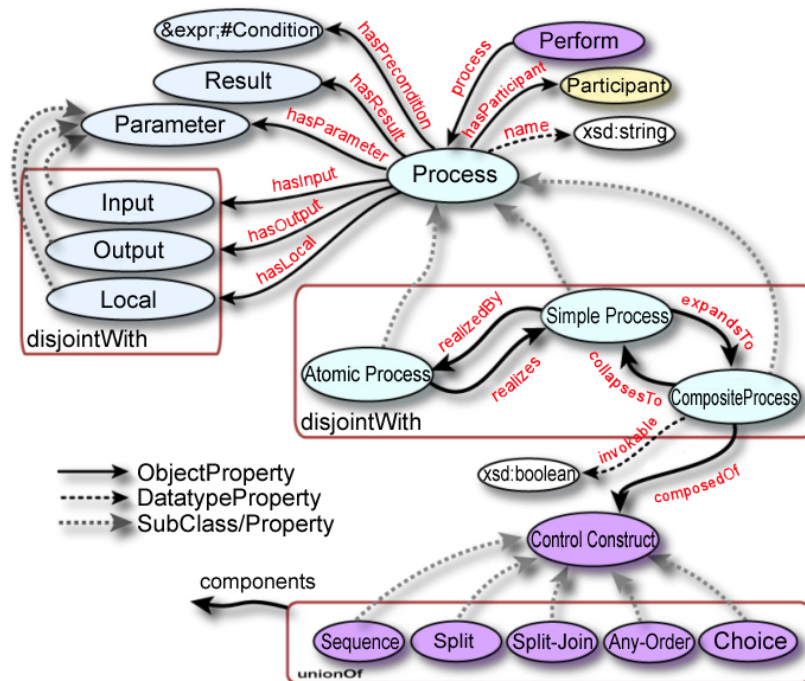 &expr;#Condition
hasPrecondition
process
Perform
Result
hasResult
hasParticipant
Participant
Parameter
hasParameter
name
xsd:string
Process
Input
hasInput
Output
hasOutput
Local
hasLocal
disjointWith
realizedBy
Simple Process
expandsTo
Atomic Process
realizes
collapsesTo
CompositeProcess
disjointWith
invokable
xsd:boolean
composedOf
ObjectProperty
DatatypeProperty
SubClass/Property
Control Construct
components
Sequence
Split
Split-Join
Any-Order
Choice
unionOf